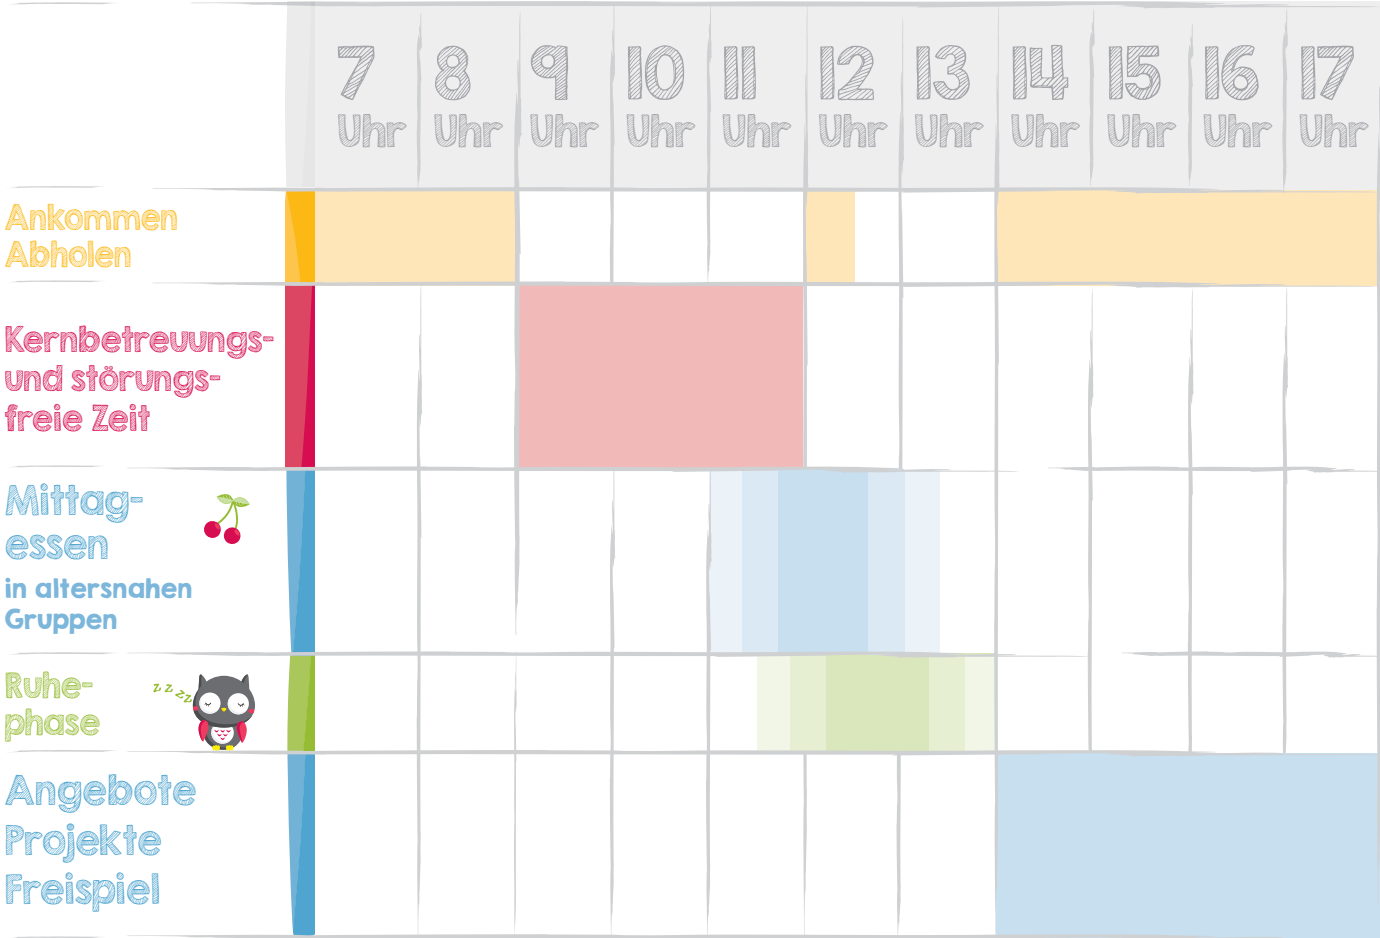 7 8 9 10 11 12 13 14 15 16 17
Uhr Uhr Uhr Uhr Uhr Uhr Uhr Uhr Uhr Uhr Uhr
Ankommen
Abholen
Kernbetreuungs-
und störungs-
freie Zeit
Mittag-
essen
in altersnahen
Gruppen
Ruhe-
phase
z z z z
Angebote
Projekte
Freispiel